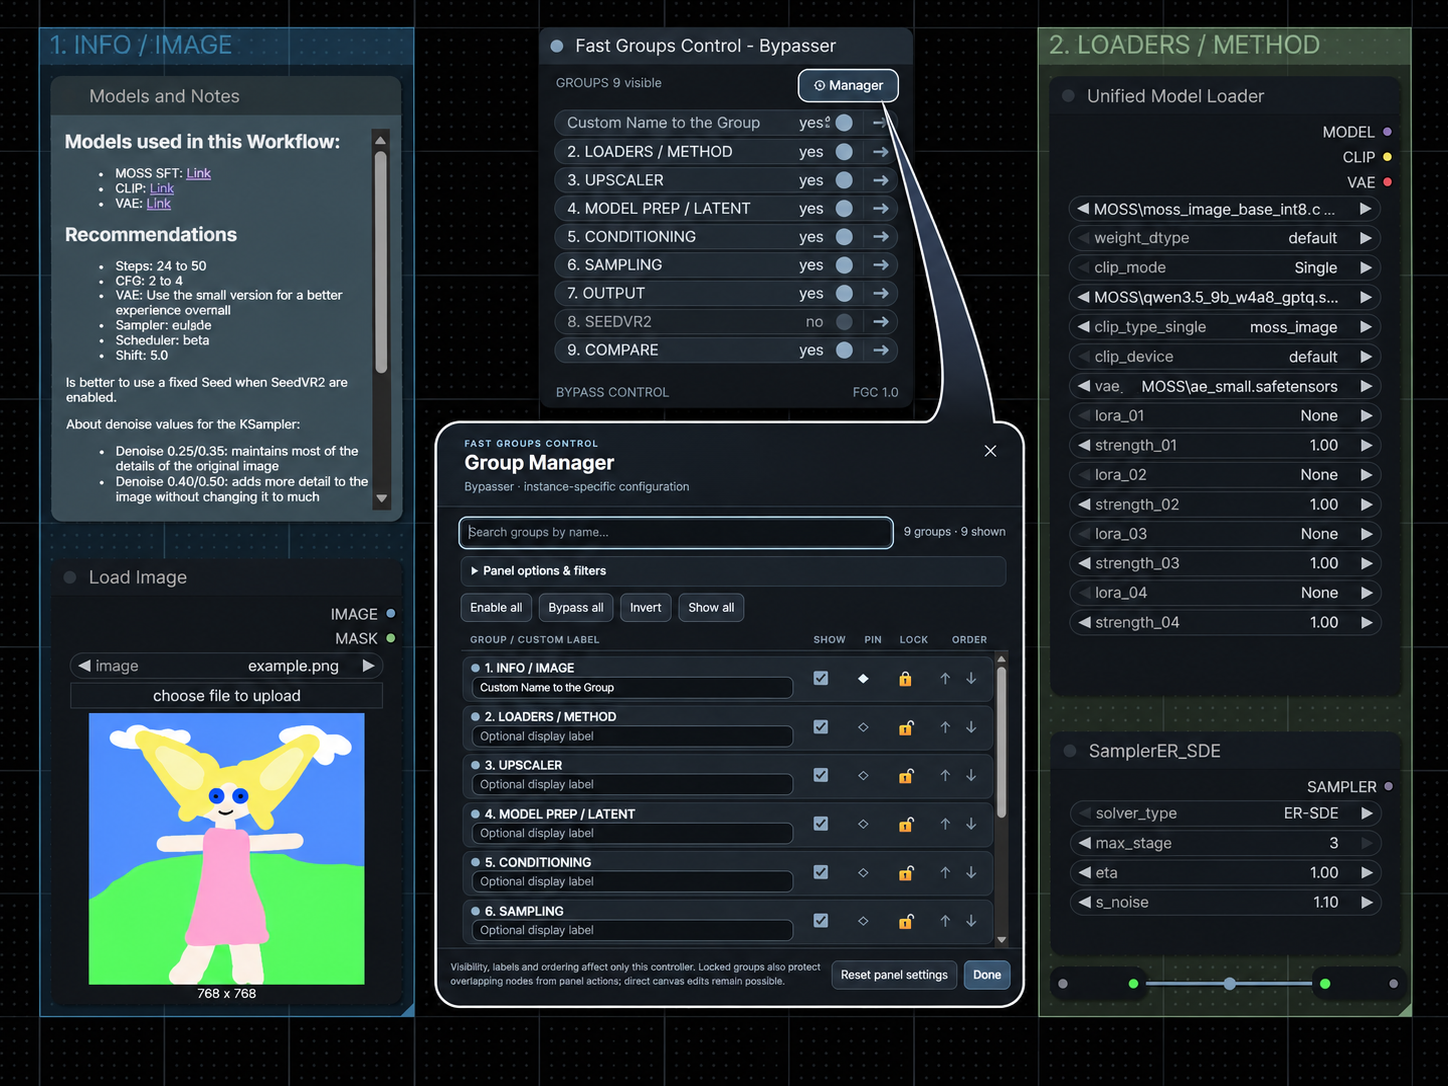 1. INFO / IMAGE
Models and Notes
Models used in this Workflow:
• MOSS SFT: Link
• CLIP: Link
• VAE: Link
Recommendations
• Steps: 24 to 50
• CFG: 2 to 4
• VAE: Use the small version for a better
experience overnall
• Sampler: eulade
• Scheduler: beta
• Shift: 5.0
Is better to use a fixed Seed when SeedVR2 are
enabled.
About denoise values for the KSampler:
• Denoise 0.25/0.35: maintains most of the
details of the original image
• Denoise 0.40/0.50: adds more detail to the
image without changing it to much
Load Image
IMAGE
MASK
image example.png
choose file to upload
768 x 768
Fast Groups Control - Bypasser
GROUPS 9 visible
Manager
Custom Name to the Group yes
2. LOADERS / METHOD yes
3. UPSCALER yes
4. MODEL PREP / LATENT yes
5. CONDITIONING yes
6. SAMPLING yes
7. OUTPUT yes
8. SEEDVR2 no
9. COMPARE yes
BYPASS CONTROL FGC 1.0
FAST GROUPS CONTROL
Group Manager
Bypasser · instance-specific configuration
Search groups by name... 9 groups · 9 shown
Panel options & filters
Enable all Bypass all Invert Show all
GROUP / CUSTOM LABEL SHOW PIN LOCK ORDER
1. INFO / IMAGE
Custom Name to the Group
2. LOADERS / METHOD
Optional display label
3. UPSCALER
Optional display label
4. MODEL PREP / LATENT
Optional display label
5. CONDITIONING
Optional display label
6. SAMPLING
Optional display label
Visibility, labels and ordering affect only this controller. Locked groups also protect
overlapping nodes from panel actions; direct canvas edits remain possible.
Reset panel settings Done
2. LOADERS / METHOD
Unified Model Loader
MODEL
CLIP
VAE
MOSS\moss_image_base_int8.c ...
weight_dtype default
clip_mode Single
MOSS\qwen3.5_9b_w4a8_gptq.s...
clip_type_single moss_image
clip_device default
vae. MOSS\ae_small.safetensors
lora_01 None
strength_01 1.00
lora_02 None
strength_02 1.00
lora_03 None
strength_03 1.00
lora_04 None
strength_04 1.00
SamplerER_SDE
SAMPLER
solver_type ER-SDE
max_stage 3
eta 1.00
s_noise 1.10